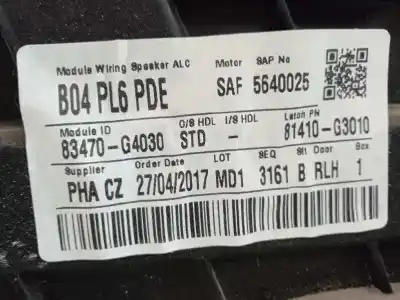 Module Wiring Speaker ALC Motor SAP No
B04 PL6 PDE SAF 5640025
Module ID O/S HDL I/S HDL Latch PN
83470-G4030 STD - 81410-G3010
Supplier Order Date LOT SEQ Sft Door Box
PHA CZ 27/04/2017 MD1 3161 B RLH 1